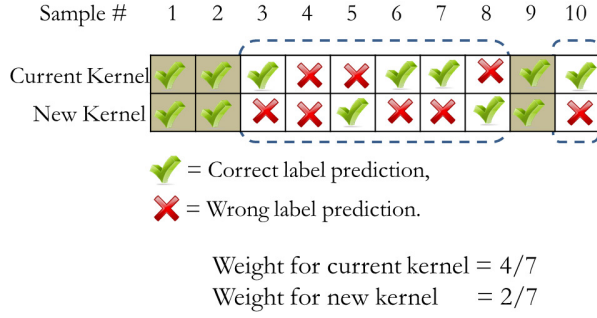 Sample # 1 2 3 4 5 6 7 8 9 10
Current Kernel
New Kernel
= Correct label prediction,
= Wrong label prediction.
Weight for current kernel = 4/7
Weight for new kernel = 2/7